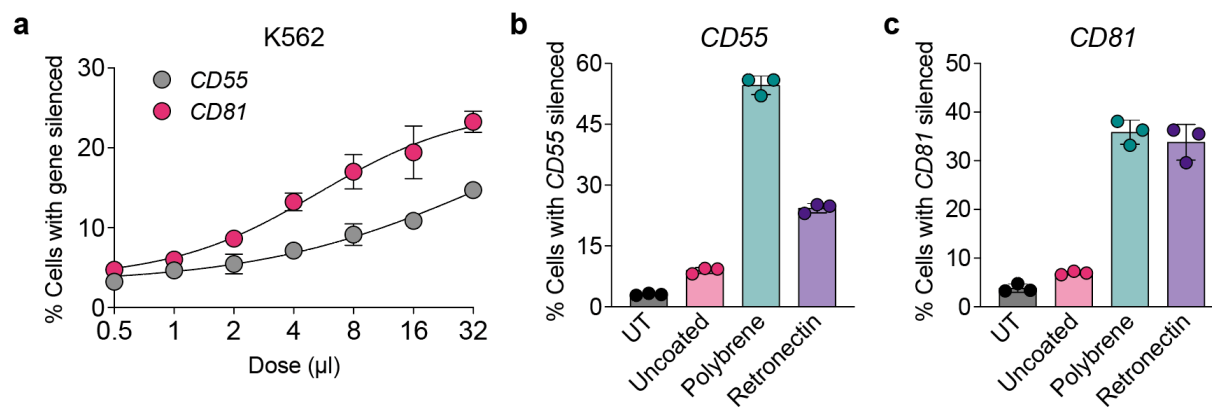 a
K562
% Cells with gene silenced
30
20
10
0
CD55
CD81
0.5 1 2 4 8 16 32
Dose (µl)
b
CD55
% Cells with CD55 silenced
60
45
30
15
0
UT
Uncoated
Polybrene
Retronectin
c
CD81
% Cells with CD81 silenced
50
40
30
20
10
0
UT
Uncoated
Polybrene
Retronectin